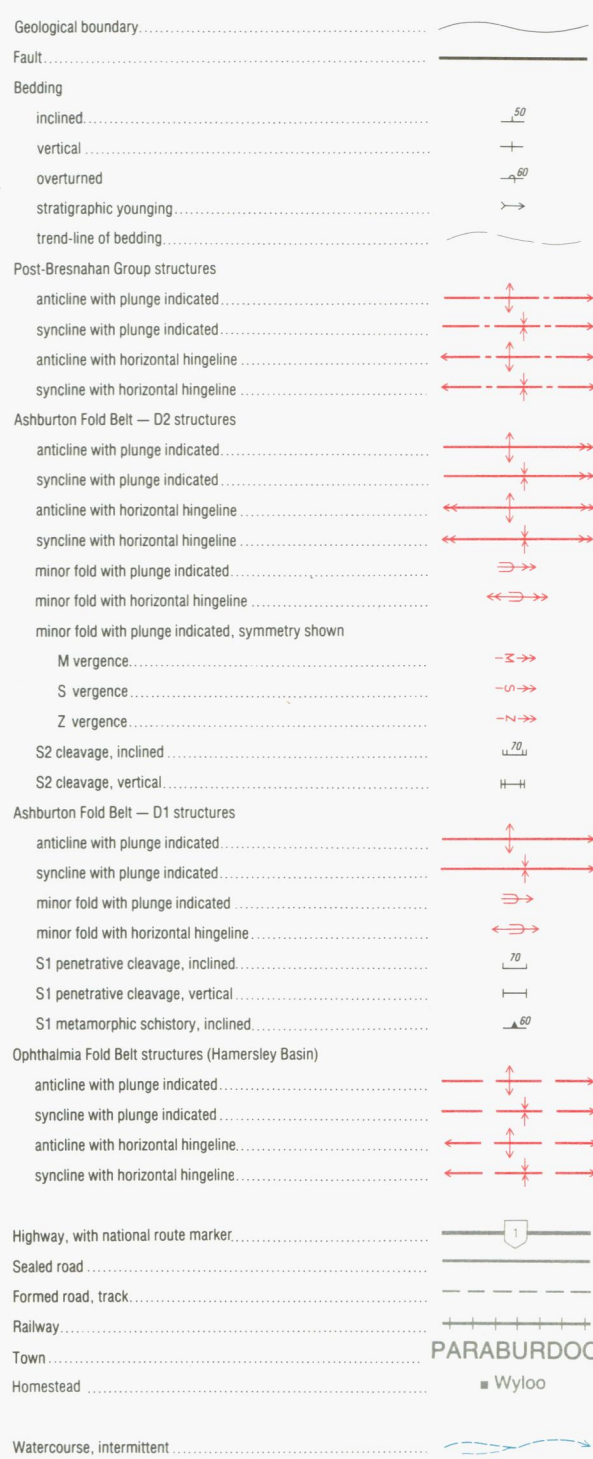 Geological boundary
Fault
Bedding
inclined 50
vertical
overturned 60
stratigraphic younging
trend-line of bedding
Post-Bresnahan Group structures
anticline with plunge indicated
syncline with plunge indicated
anticline with horizontal hingeline
syncline with horizontal hingeline
Ashburton Fold Belt — D2 structures
anticline with plunge indicated
syncline with plunge indicated
anticline with horizontal hingeline
syncline with horizontal hingeline
minor fold with plunge indicated
minor fold with horizontal hingeline
minor fold with plunge indicated, symmetry shown
M vergence M
S vergence S
Z vergence Z
S2 cleavage, inclined 70
S2 cleavage, vertical
Ashburton Fold Belt — D1 structures
anticline with plunge indicated
syncline with plunge indicated
minor fold with plunge indicated
minor fold with horizontal hingeline
S1 penetrative cleavage, inclined 70
S1 penetrative cleavage, vertical
S1 metamorphic schistory, inclined 60
Ophthalmia Fold Belt structures (Hamersley Basin)
anticline with plunge indicated
syncline with plunge indicated
anticline with horizontal hingeline
syncline with horizontal hingeline
Highway, with national route marker 1
Sealed road
Formed road, track
Railway
Town PARABURDOO
Homestead Wyloo
Watercourse, intermittent